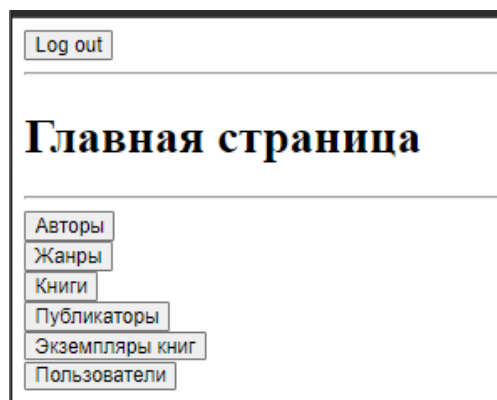 Log out
Главная страница
Авторы
Жанры
Книги
Публикаторы
Экземпляры книг
Пользователи